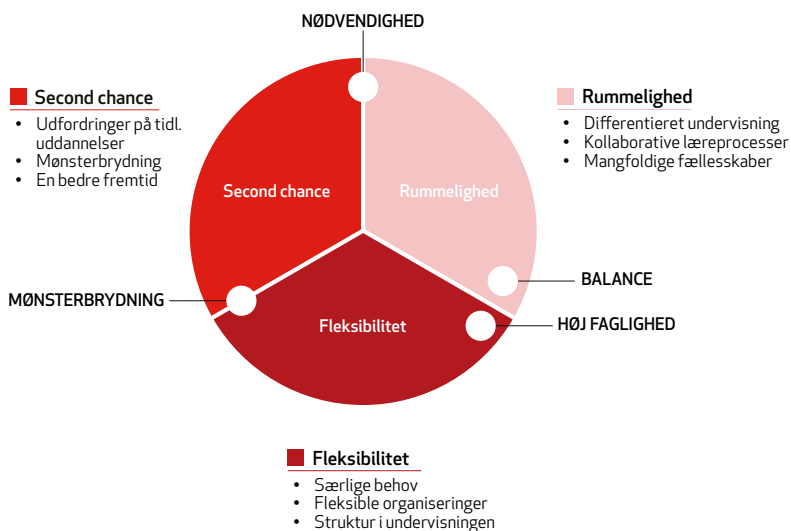 NØDVENDIGHED
Second chance
• Udfordringer på tidl.
uddannelser
• Mønsterbrydning
• En bedre fremtid
Rummelighed
• Differentieret undervisning
• Kollaborative læreprocesser
• Mangfoldige fællesskaber
Second chance
Rummelighed
BALANCE
MØNSTERBRYDNING
Fleksibilitet
HØJ FAGLIGHED
Fleksibilitet
• Særlige behov
• Fleksible organiseringer
• Struktur i undervisningen